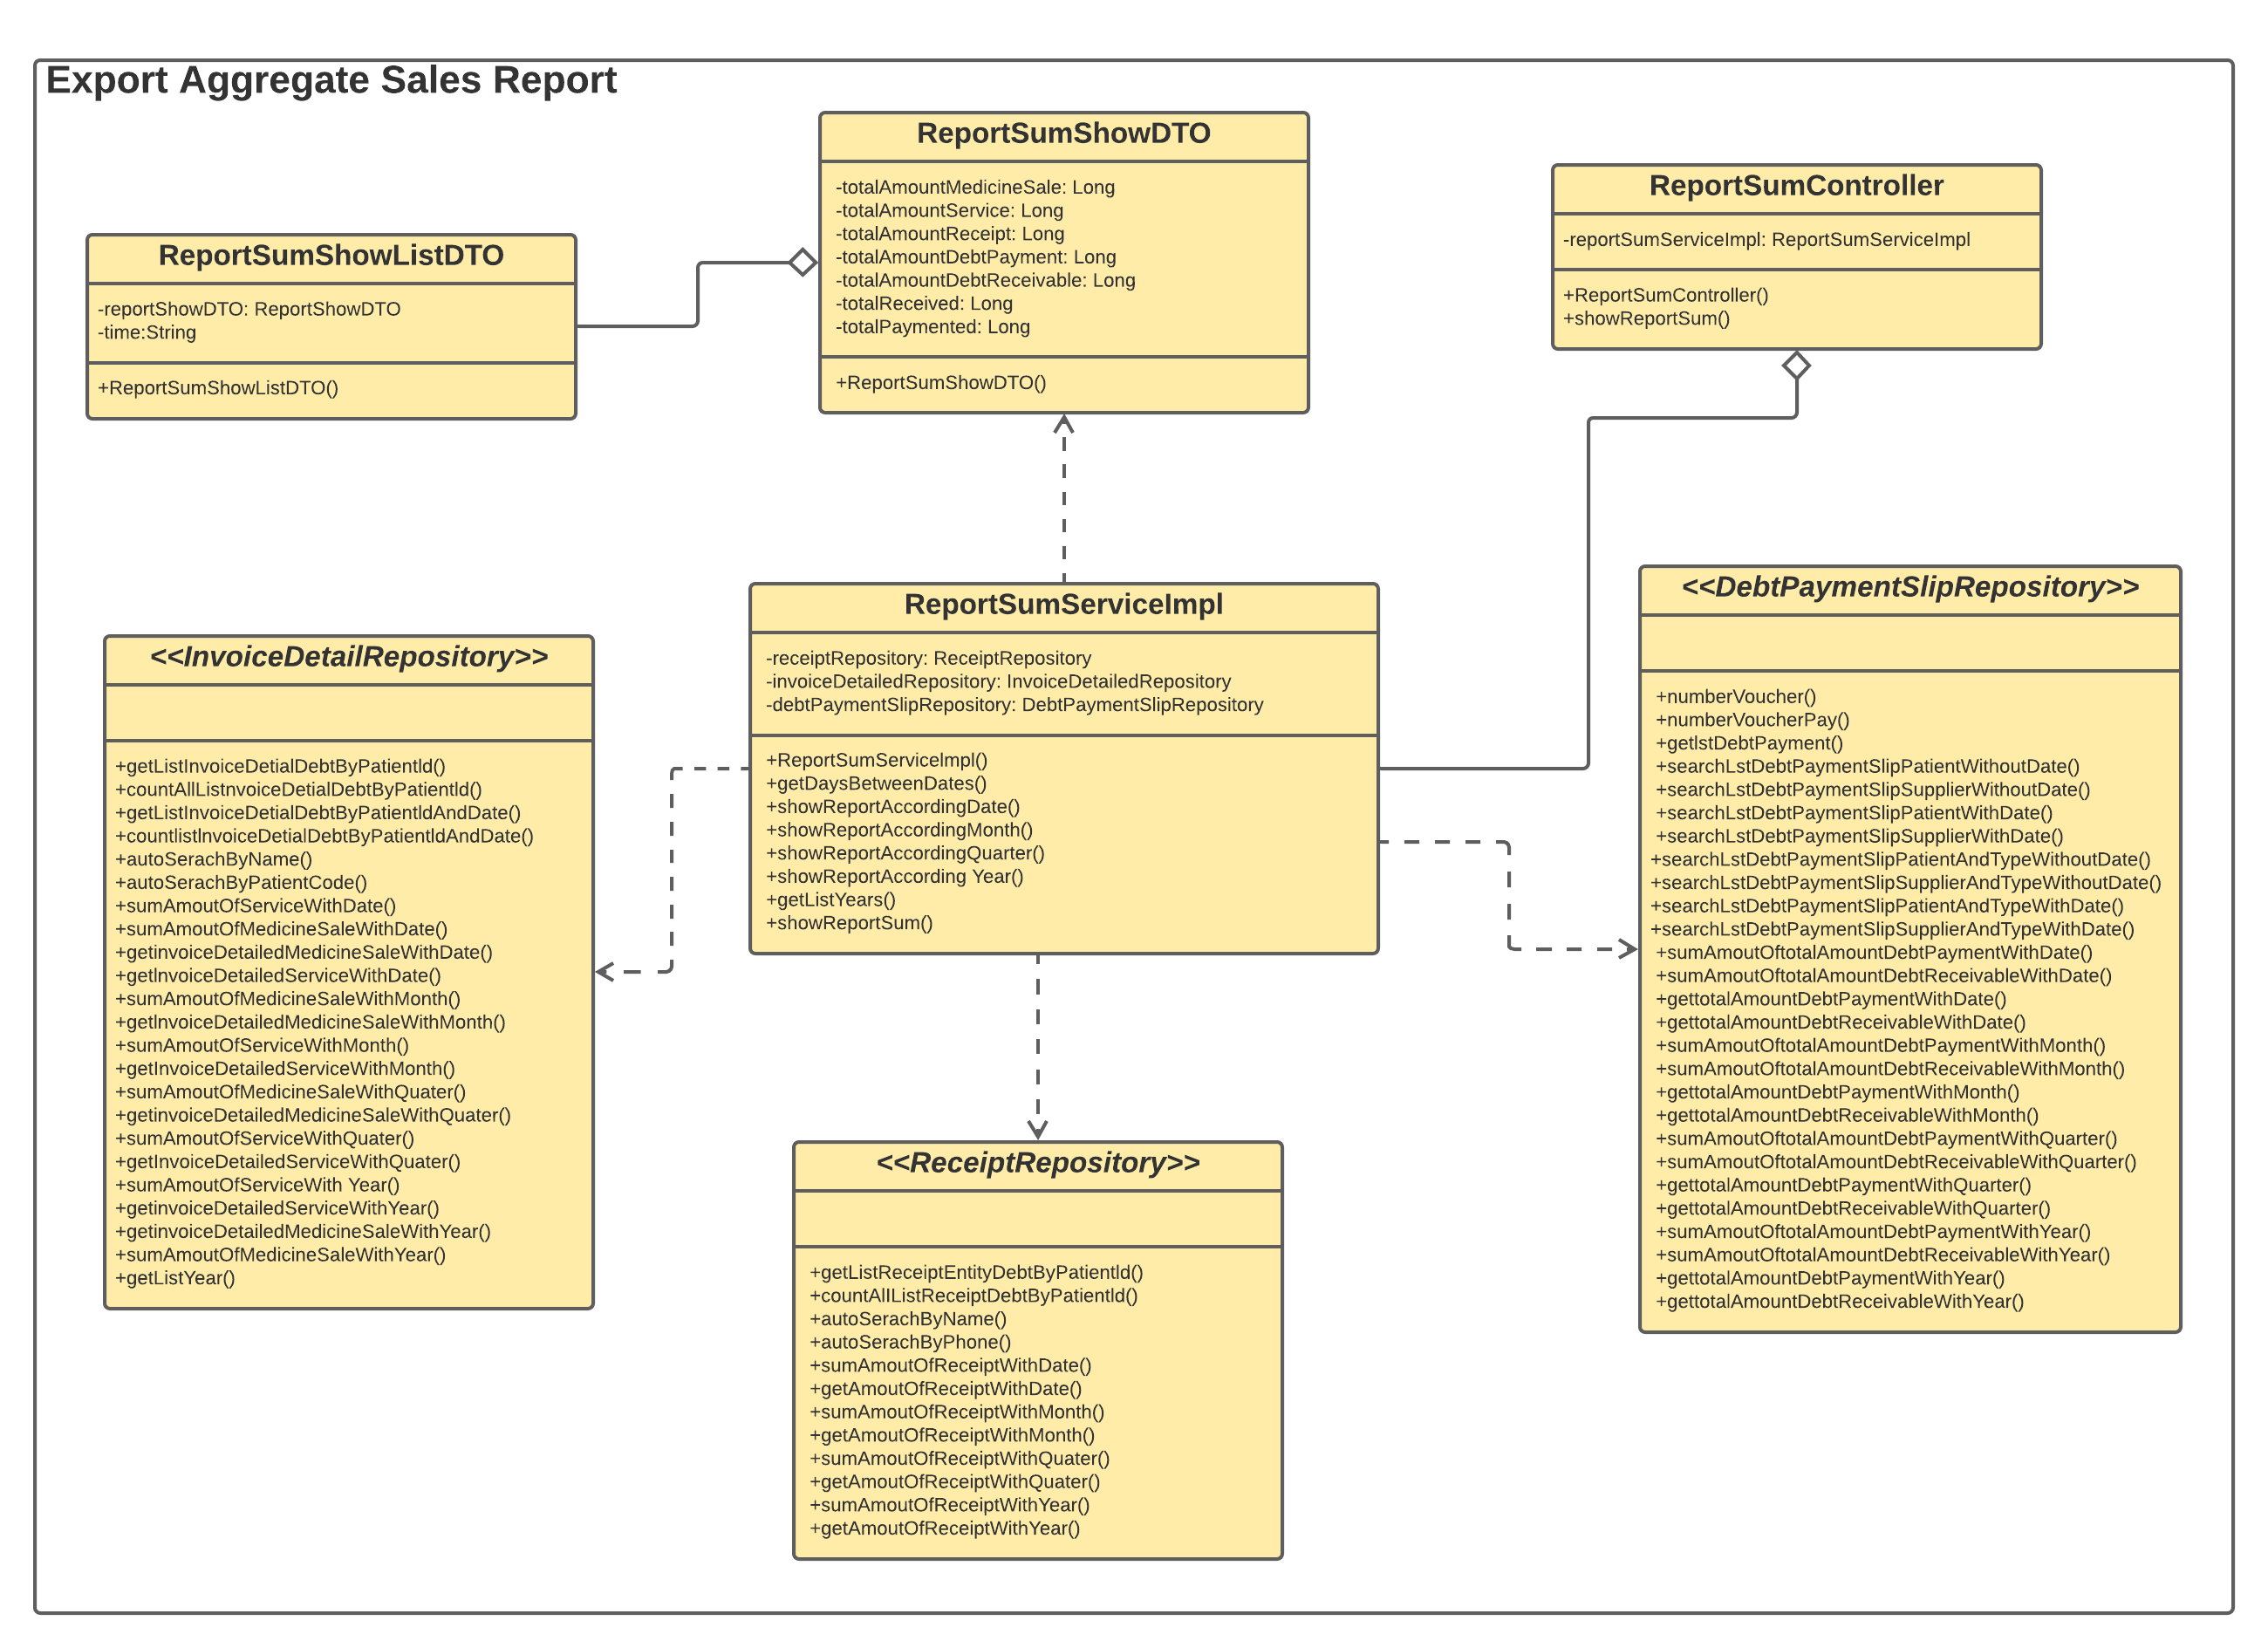 Export Aggregate Sales Report
ReportSumShowDTO
-totalAmountMedicineSale: Long
-totalAmountService: Long
-totalAmountReceipt: Long
-totalAmountDebtPayment: Long
-totalAmountDebtReceivable: Long
-totalReceived: Long
-totalPaymented: Long
+ReportSumShowDTO()
ReportSumController
-reportSumServiceImpl: ReportSumServiceImpl
+ReportSumController()
+showReportSum()
ReportSumShowListDTO
-reportShowDTO: ReportShowDTO
-time:String
+ReportSumShowListDTO()
ReportSumServiceImpl
-receiptRepository: ReceiptRepository
-invoiceDetailedRepository: InvoiceDetailedRepository
-debtPaymentSlipRepository: DebtPaymentSlipRepository
+ReportSumServiceImpl()
+getDaysBetweenDates()
+showReportAccordingDate()
+showReportAccordingMonth()
+showReportAccordingQuarter()
+showReportAccording Year()
+getListYears()
+showReportSum()
<<InvoiceDetailRepository>>
+getListInvoiceDetialDebtByPatientId()
+countAllListnvoiceDetialDebtByPatientId()
+getListInvoiceDetialDebtByPatientIdAndDate()
+countlistInvoiceDetialDebtByPatientIdAndDate()
+autoSerachByName()
+autoSerachByPatientCode()
+sumAmoutOfServiceWithDate()
+sumAmoutOfMedicineSaleWithDate()
+getinvoiceDetailedMedicineSaleWithDate()
+getInvoiceDetailedServiceWithDate()
+sumAmoutOfMedicineSaleWithMonth()
+getInvoiceDetailedMedicineSaleWithMonth()
+sumAmoutOfServiceWithMonth()
+getInvoiceDetailedServiceWithMonth()
+sumAmoutOfMedicineSaleWithQuater()
+getinvoiceDetailedMedicineSaleWithQuater()
+sumAmoutOfServiceWithQuater()
+getInvoiceDetailedServiceWithQuater()
+sumAmoutOfServiceWith Year()
+getinvoiceDetailedServiceWithYear()
+getinvoiceDetailedMedicineSaleWithYear()
+sumAmoutOfMedicineSaleWithYear()
+getListYear()
<<DebtPaymentSlipRepository>>
+numberVoucher()
+numberVoucherPay()
+getlstDebtPayment()
+searchLstDebtPaymentSlipPatientWithoutDate()
+searchLstDebtPaymentSlipSupplierWithoutDate()
+searchLstDebtPaymentSlipPatientWithDate()
+searchLstDebtPaymentSlipSupplierWithDate()
+searchLstDebtPaymentSlipPatientAndTypeWithoutDate()
+searchLstDebtPaymentSlipSupplierAndTypeWithoutDate()
+searchLstDebtPaymentSlipPatientAndTypeWithDate()
+searchLstDebtPaymentSlipSupplierAndTypeWithDate()
+sumAmoutOftotalAmountDebtPaymentWithDate()
+sumAmoutOftotalAmountDebtReceivableWithDate()
+gettotalAmountDebtPaymentWithDate()
+gettotalAmountDebtReceivableWithDate()
+sumAmoutOftotalAmountDebtPaymentWithMonth()
+sumAmoutOftotalAmountDebtReceivableWithMonth()
+gettotalAmountDebtPaymentWithMonth()
+gettotalAmountDebtReceivableWithMonth()
+sumAmoutOftotalAmountDebtPaymentWithQuarter()
+sumAmoutOftotalAmountDebtReceivableWithQuarter()
+gettotalAmountDebtPaymentWithQuarter()
+gettotalAmountDebtReceivableWithQuarter()
+sumAmoutOftotalAmountDebtPaymentWithYear()
+sumAmoutOftotalAmountDebtReceivableWithYear()
+gettotalAmountDebtPaymentWithYear()
+gettotalAmountDebtReceivableWithYear()
<<ReceiptRepository>>
+getListReceiptEntityDebtByPatientId()
+countAllListReceiptDebtByPatientId()
+autoSerachByName()
+autoSerachByPhone()
+sumAmoutOfReceiptWithDate()
+getAmoutOfReceiptWithDate()
+sumAmoutOfReceiptWithMonth()
+getAmoutOfReceiptWithMonth()
+sumAmoutOfReceiptWithQuater()
+getAmoutOfReceiptWithQuater()
+sumAmoutOfReceiptWithYear()
+getAmoutOfReceiptWithYear()